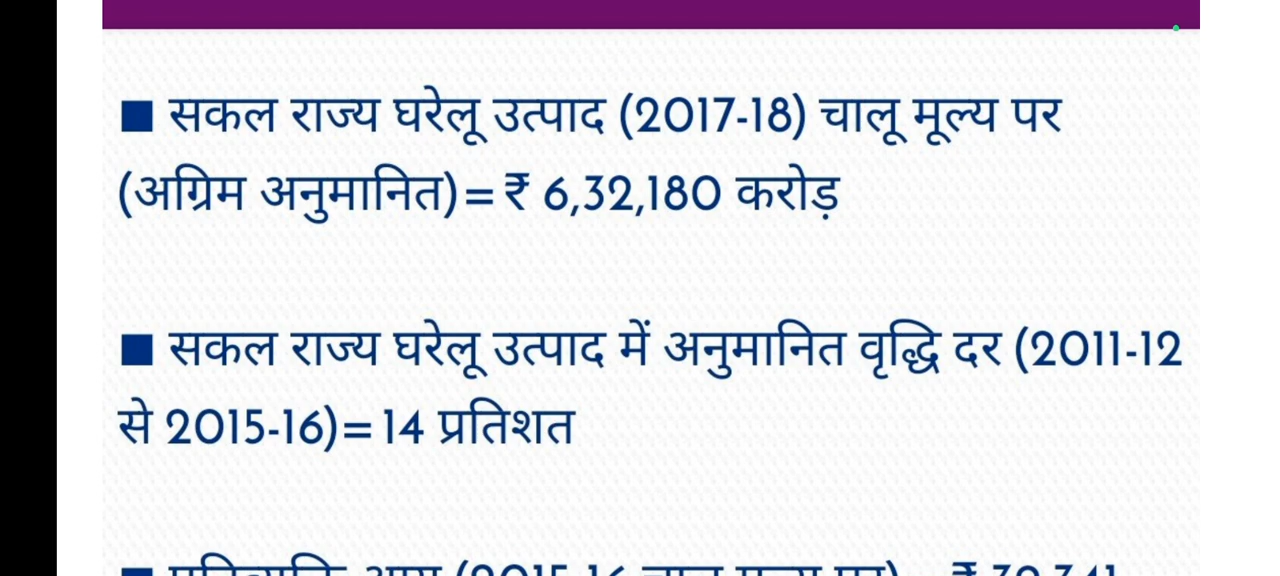 ■ सकल राज्य घरेलू उत्पाद (2017-18) चालू मूल्य पर
(अग्रिम अनुमानित)= ₹ 6,32,180 करोड़
■ सकल राज्य घरेलू उत्पाद में अनुमानित वृद्धि दर (2011-12
से 2015-16)= 14 प्रतिशत